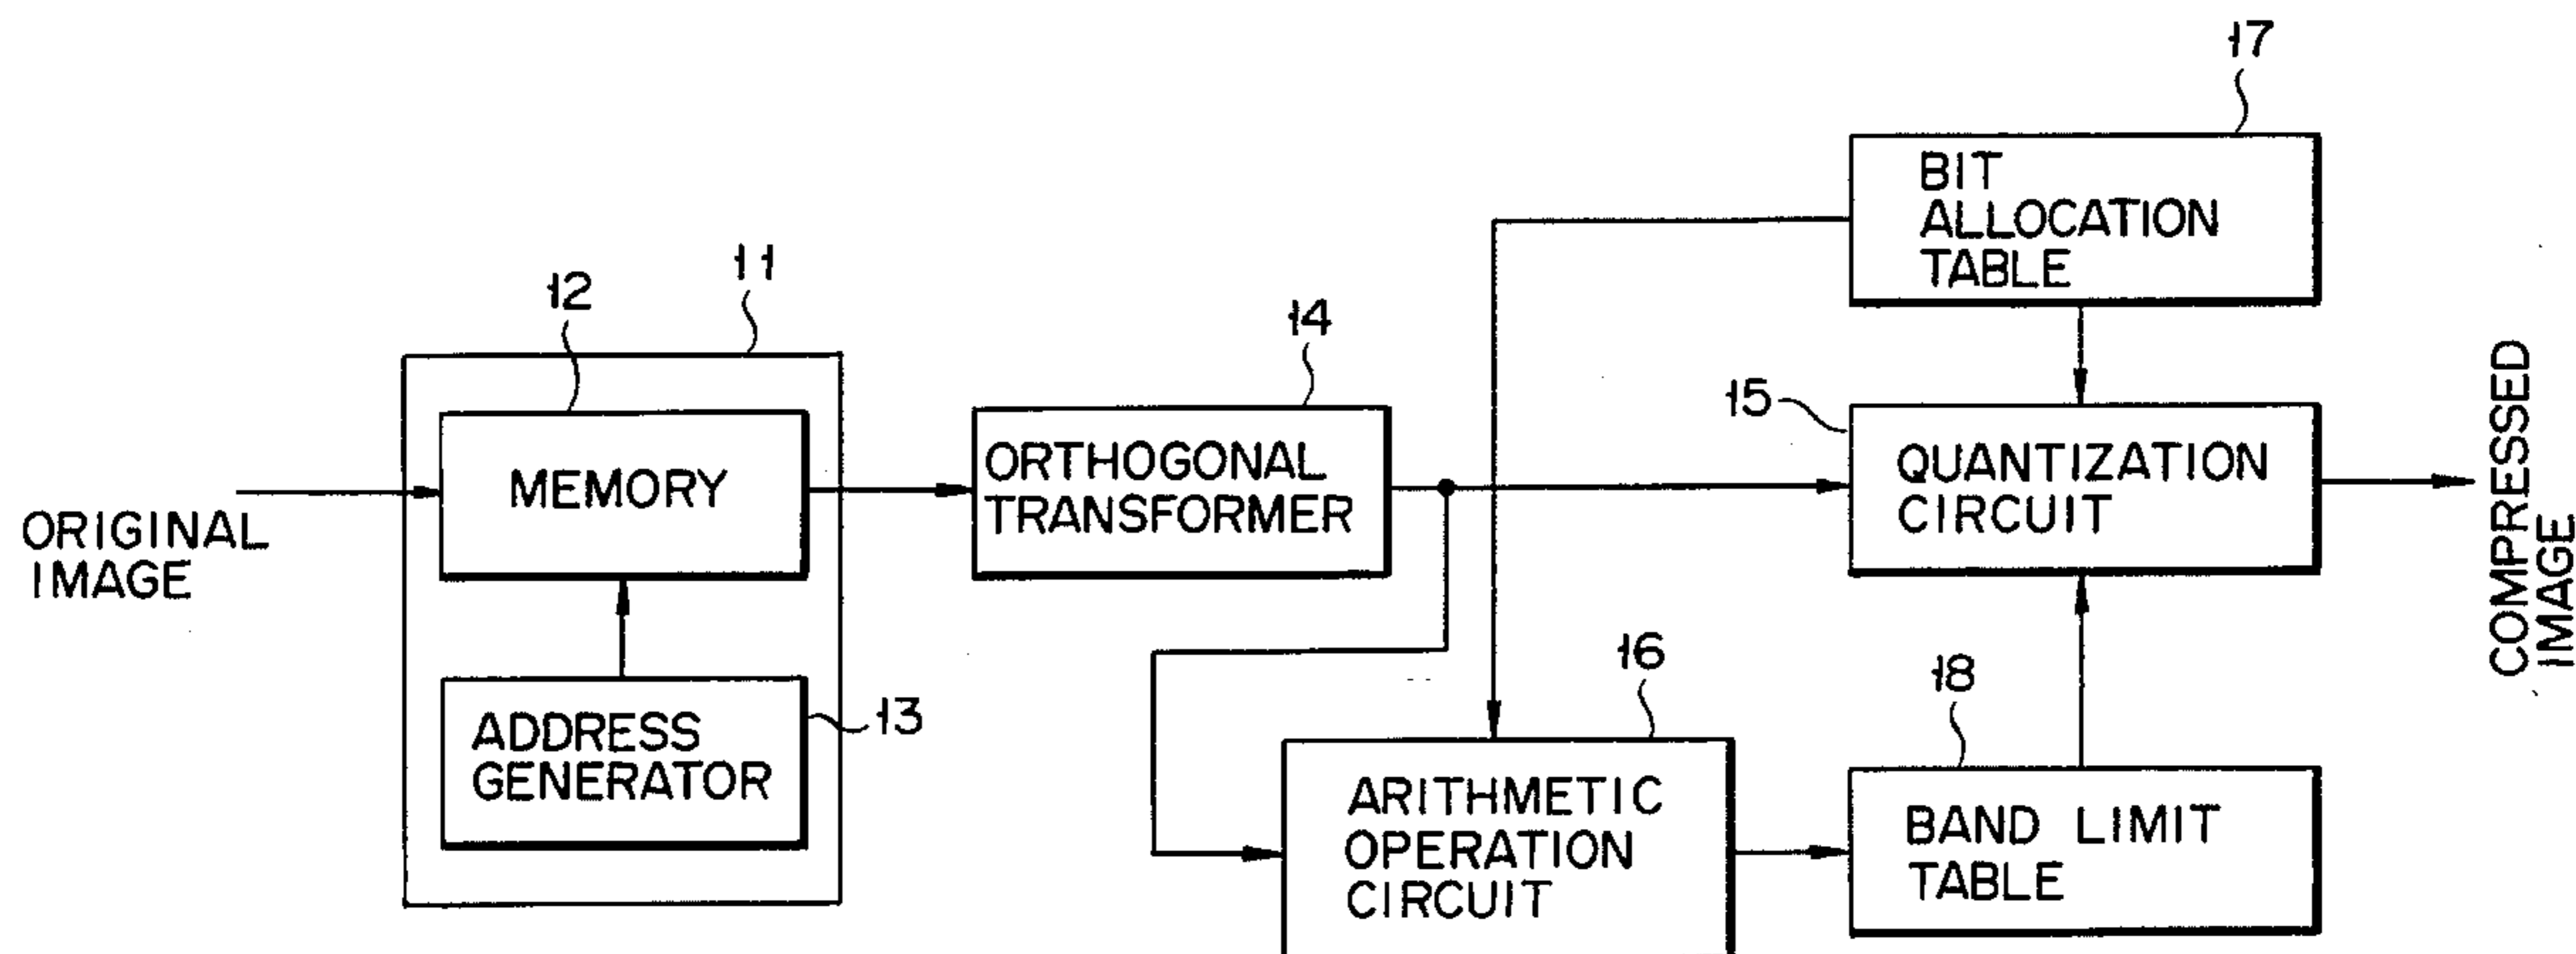 17
BIT
ALLOCATION
TABLE
11
12
14
MEMORY
ORTHOGONAL
TRANSFORMER
15
QUANTIZATION
CIRCUIT
COMPRESSED
IMAGE
ORIGINAL
IMAGE
13
ADDRESS
GENERATOR
16
ARITHMETIC
OPERATION
CIRCUIT
18
BAND LIMIT
TABLE